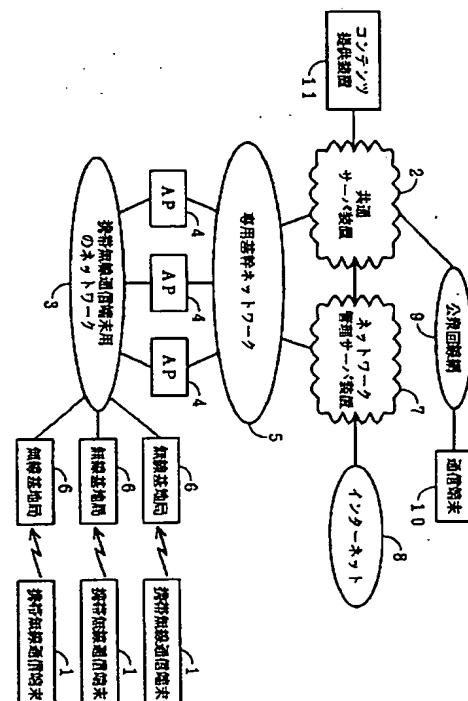 公衆回線網
9
通信端末
10
コンテンツ
提供装置
11
共通
サーバ装置
2
ネットワーク
管理サーバ装置
7
インターネット
8
専用基幹ネットワーク
5
AP
4
AP
4
AP
4
携帯無線通信端末用
のネットワーク
3
無線基地局
6
携帯無線通信端末
1
無線基地局
6
携帯無線通信端末
1
無線基地局
6
携帯無線通信端末
1